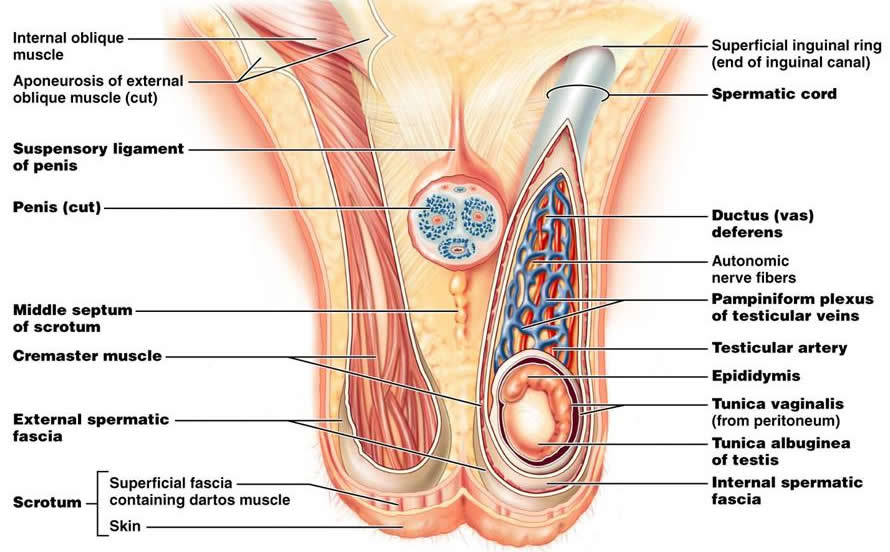 Internal oblique
muscle
Aponeurosis of external
oblique muscle (cut)
Suspensory ligament
of penis
Penis (cut)
Middle septum
of scrotum
Cremaster muscle
External spermatic
fascia
Scrotum
Superficial fascia
containing dartos muscle
Skin
Superficial inguinal ring
(end of inguinal canal)
Spermatic cord
Ductus (vas)
deferens
Autonomic
nerve fibers
Pampiniform plexus
of testicular veins
Testicular artery
Epididymis
Tunica vaginalis
(from peritoneum)
Tunica albuginea
of testis
Internal spermatic
fascia